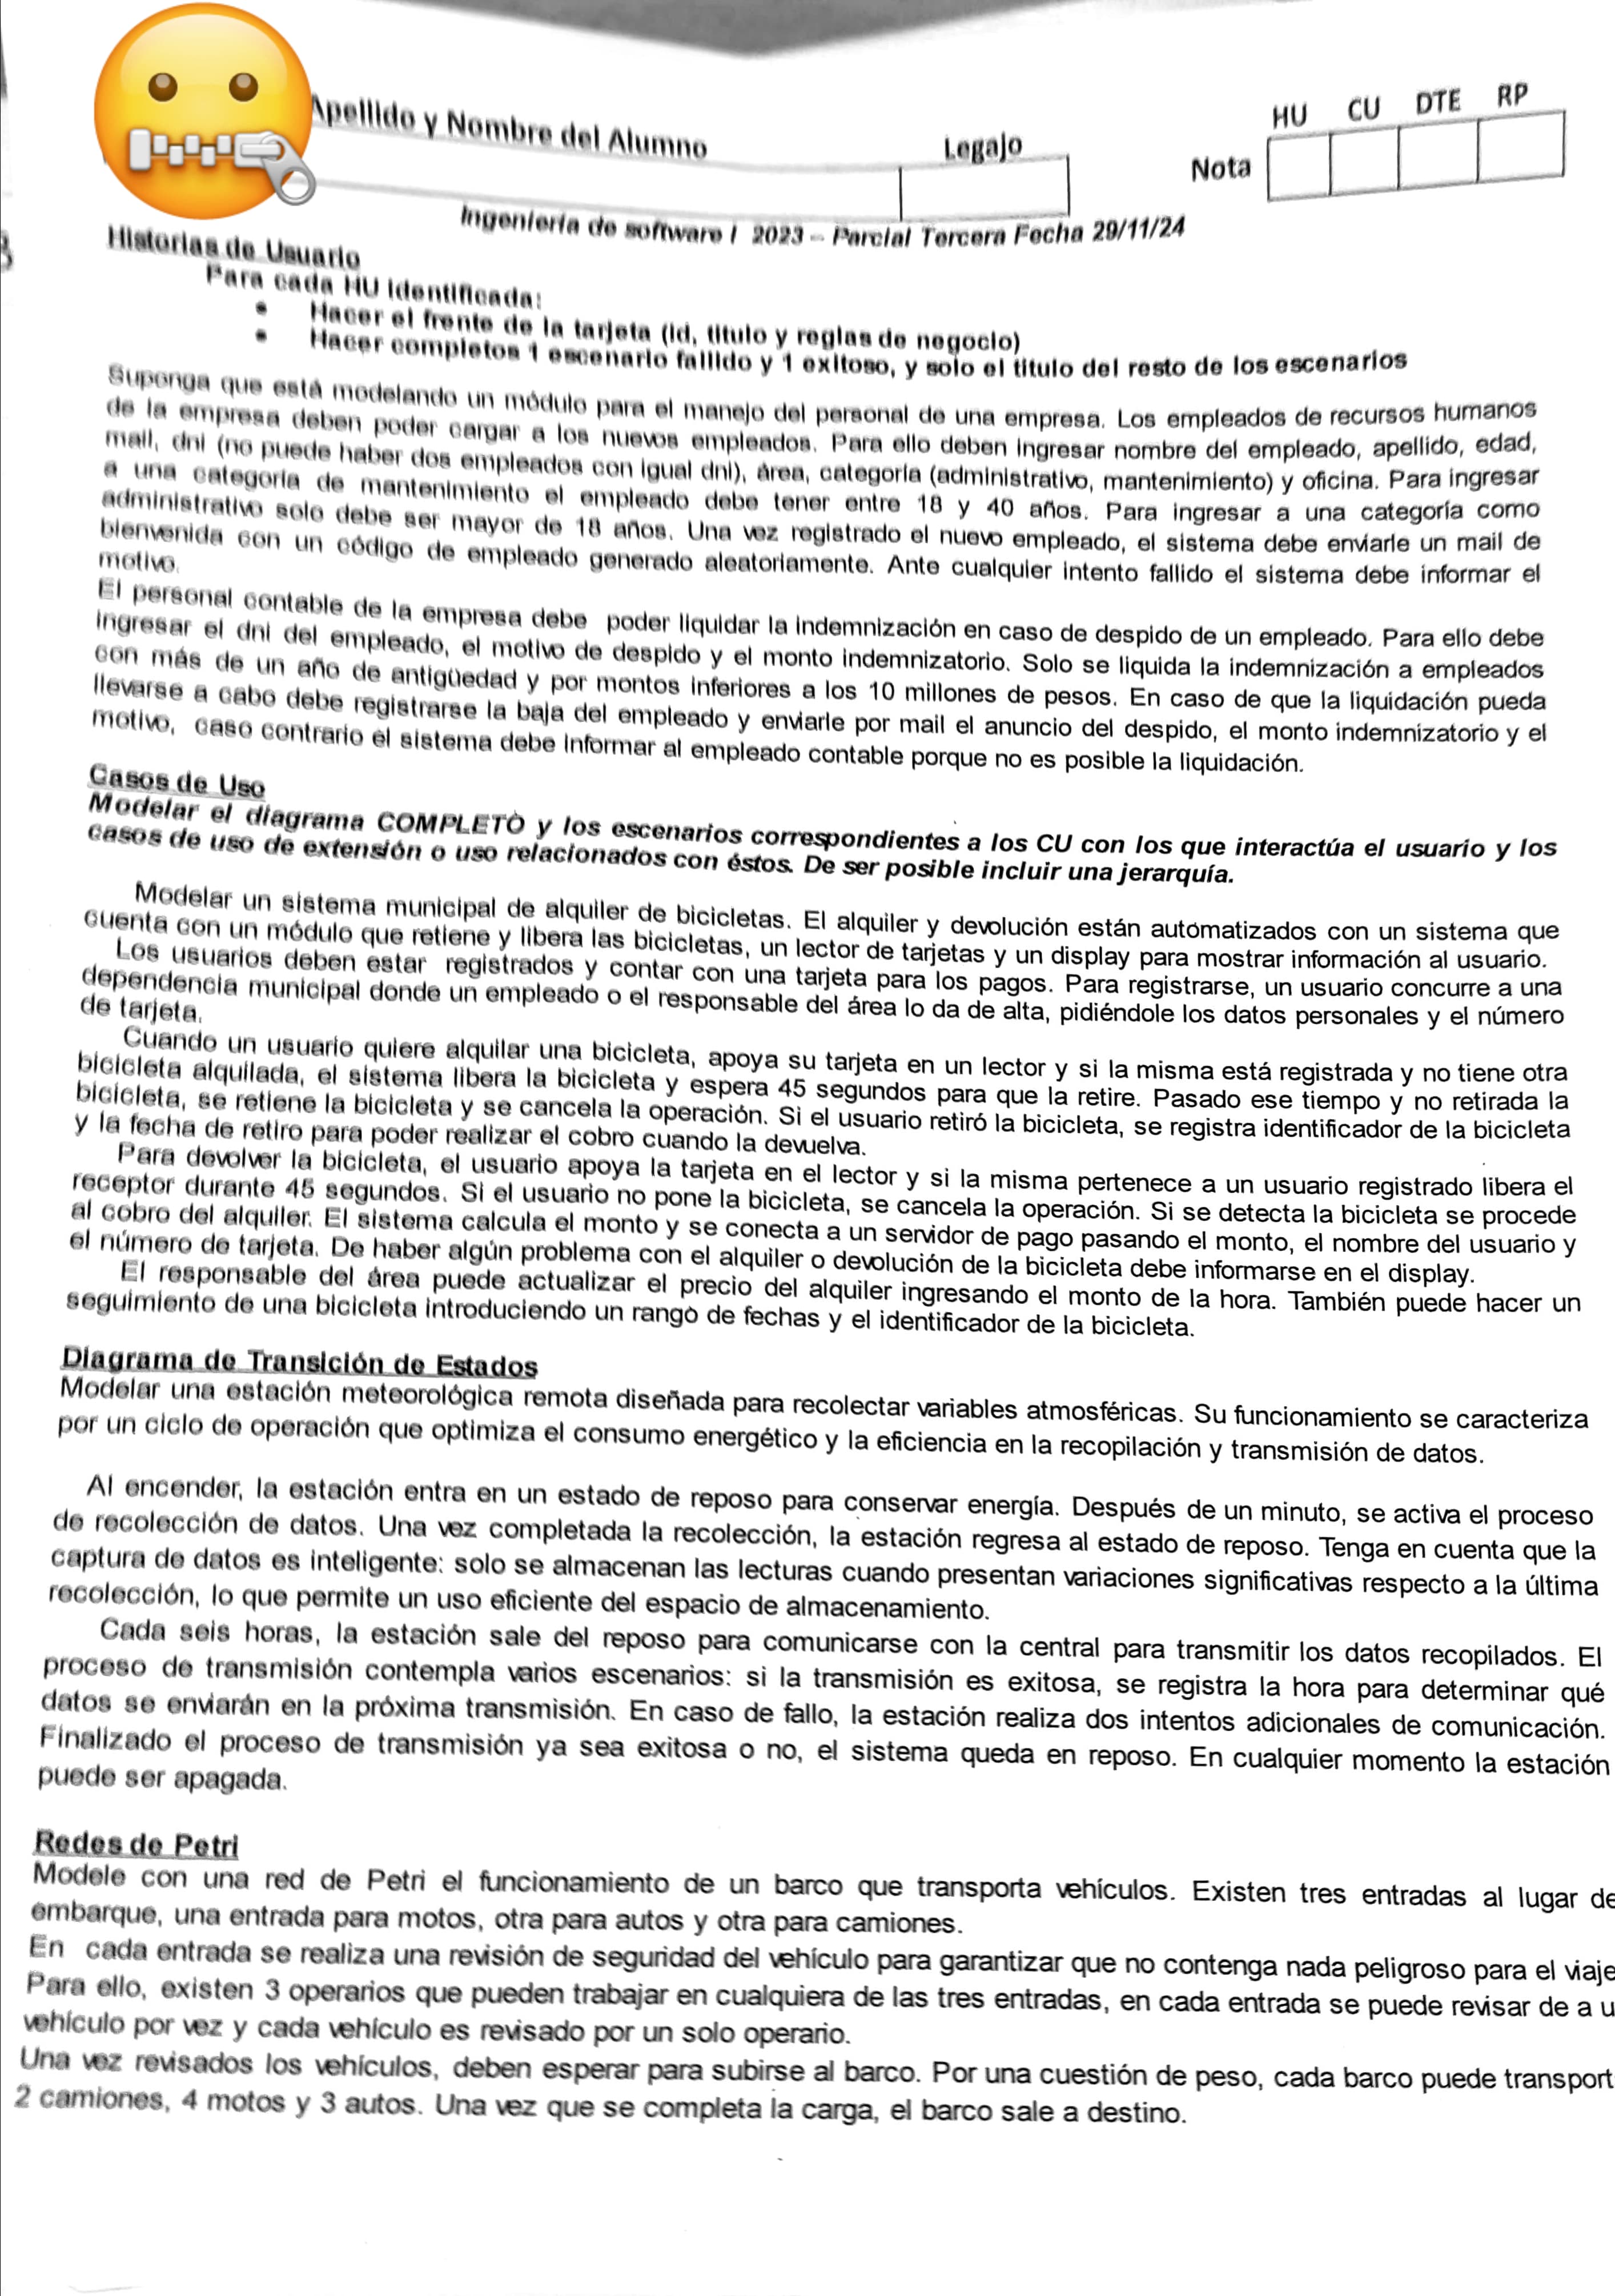 Apellido y Nombre del Alumno
Legajo
Nota
HU CU DTE RP
Ingeniería de software I 2023 – Parcial Tercera Fecha 29/11/24
Historias de Usuario
Para cada HU identificada:
• Hacer el frente de la tarjeta (id, título y reglas de negocio)
• Hacer completos 1 escenario fallido y 1 exitoso, y solo el título del resto de los escenarios
Suponga que está modelando un módulo para el manejo del personal de una empresa. Los empleados de recursos humanos
de la empresa deben poder cargar a los nuevos empleados. Para ello deben ingresar nombre del empleado, apellido, edad,
mail, dni (no puede haber dos empleados con igual dni), área, categoría (administrativo, mantenimiento) y oficina. Para ingresar
a una categoría de mantenimiento el empleado debe tener entre 18 y 40 años. Para ingresar a una categoría como
administrativo solo debe ser mayor de 18 años. Una vez registrado el nuevo empleado, el sistema debe enviarle un mail de
bienvenida con un código de empleado generado aleatoriamente. Ante cualquier intento fallido el sistema debe informar el
motivo.
El personal contable de la empresa debe poder liquidar la indemnización en caso de despido de un empleado. Para ello debe
ingresar el dni del empleado, el motivo de despido y el monto indemnizatorio. Solo se liquida la indemnización a empleados
con más de un año de antigüedad y por montos inferiores a los 10 millones de pesos. En caso de que la liquidación pueda
llevarse a cabo debe registrarse la baja del empleado y enviarle por mail el anuncio del despido, el monto indemnizatorio y el
motivo, caso contrario el sistema debe informar al empleado contable porque no es posible la liquidación.
Casos de Uso
Modelar el diagrama COMPLETO y los escenarios correspondientes a los CU con los que interactúa el usuario y los
casos de uso de extensión o uso relacionados con éstos. De ser posible incluir una jerarquía.
Modelar un sistema municipal de alquiler de bicicletas. El alquiler y devolución están automatizados con un sistema que
cuenta con un módulo que retiene y libera las bicicletas, un lector de tarjetas y un display para mostrar información al usuario.
Los usuarios deben estar registrados y contar con una tarjeta para los pagos. Para registrarse, un usuario concurre a una
dependencia municipal donde un empleado o el responsable del área lo da de alta, pidiéndole los datos personales y el número
de tarjeta.
Cuando un usuario quiere alquilar una bicicleta, apoya su tarjeta en un lector y si la misma está registrada y no tiene otra
bicicleta alquilada, el sistema libera la bicicleta y espera 45 segundos para que la retire. Pasado ese tiempo y no retirada la
bicicleta, se retiene la bicicleta y se cancela la operación. Si el usuario retiró la bicicleta, se registra identificador de la bicicleta
y la fecha de retiro para poder realizar el cobro cuando la devuelva.
Para devolver la bicicleta, el usuario apoya la tarjeta en el lector y si la misma pertenece a un usuario registrado libera el
receptor durante 45 segundos. Si el usuario no pone la bicicleta, se cancela la operación. Si se detecta la bicicleta se procede
al cobro del alquiler. El sistema calcula el monto y se conecta a un servidor de pago pasando el monto, el nombre del usuario y
el número de tarjeta. De haber algún problema con el alquiler o devolución de la bicicleta debe informarse en el display.
El responsable del área puede actualizar el precio del alquiler ingresando el monto de la hora. También puede hacer un
seguimiento de una bicicleta introduciendo un rango de fechas y el identificador de la bicicleta.
Diagrama de Transición de Estados
Modelar una estación meteorológica remota diseñada para recolectar variables atmosféricas. Su funcionamiento se caracteriza
por un ciclo de operación que optimiza el consumo energético y la eficiencia en la recopilación y transmisión de datos.
Al encender, la estación entra en un estado de reposo para conservar energía. Después de un minuto, se activa el proceso
de recolección de datos. Una vez completada la recolección, la estación regresa al estado de reposo. Tenga en cuenta que la
captura de datos es inteligente: solo se almacenan las lecturas cuando presentan variaciones significativas respecto a la última
recolección, lo que permite un uso eficiente del espacio de almacenamiento.
Cada seis horas, la estación sale del reposo para comunicarse con la central para transmitir los datos recopilados. El
proceso de transmisión contempla varios escenarios: si la transmisión es exitosa, se registra la hora para determinar qué
datos se enviarán en la próxima transmisión. En caso de fallo, la estación realiza dos intentos adicionales de comunicación.
Finalizado el proceso de transmisión ya sea exitosa o no, el sistema queda en reposo. En cualquier momento la estación
puede ser apagada.
Redes de Petri
Modele con una red de Petri el funcionamiento de un barco que transporta vehículos. Existen tres entradas al lugar de
embarque, una entrada para motos, otra para autos y otra para camiones.
En cada entrada se realiza una revisión de seguridad del vehículo para garantizar que no contenga nada peligroso para el viaje
Para ello, existen 3 operarios que pueden trabajar en cualquiera de las tres entradas, en cada entrada se puede revisar de a u
vehículo por vez y cada vehículo es revisado por un solo operario.
Una vez revisados los vehículos, deben esperar para subirse al barco. Por una cuestión de peso, cada barco puede transport
2 camiones, 4 motos y 3 autos. Una vez que se completa la carga, el barco sale a destino.